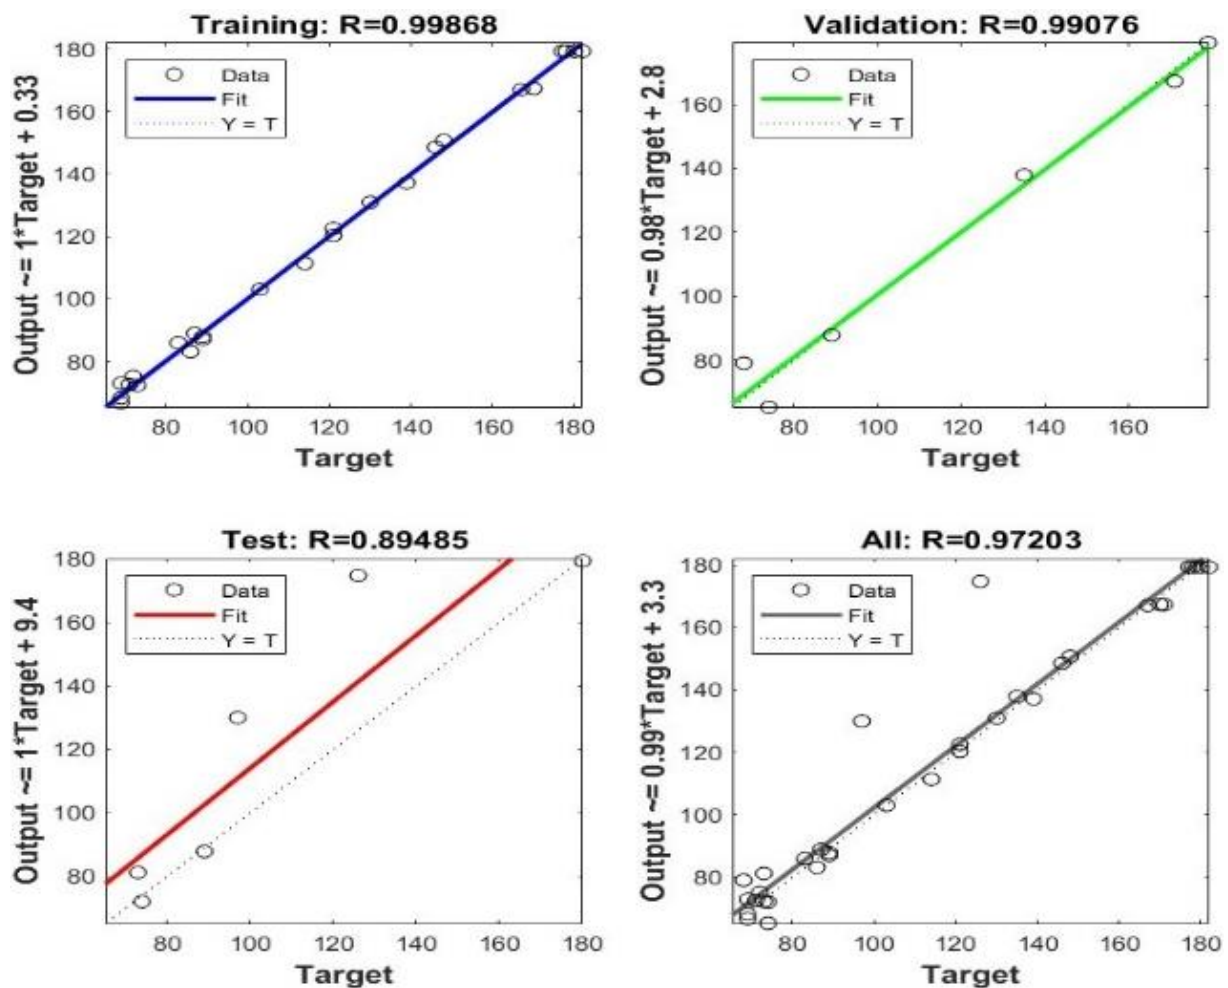 Training: R=0.99868
Output ~= 1*Target + 0.33
180
160
140
120
100
80
Data
Fit
Y = T
80 100 120 140 160 180
Target
Validation: R=0.99076
Output ~= 0.98*Target + 2.8
160
140
120
100
80
Data
Fit
Y = T
80 100 120 140 160
Target
Test: R=0.89485
Output ~= 1*Target + 9.4
180
160
140
120
100
80
Data
Fit
Y = T
80 100 120 140 160 180
Target
All: R=0.97203
Output ~= 0.99*Target + 3.3
180
160
140
120
100
80
Data
Fit
Y = T
80 100 120 140 160 180
Target